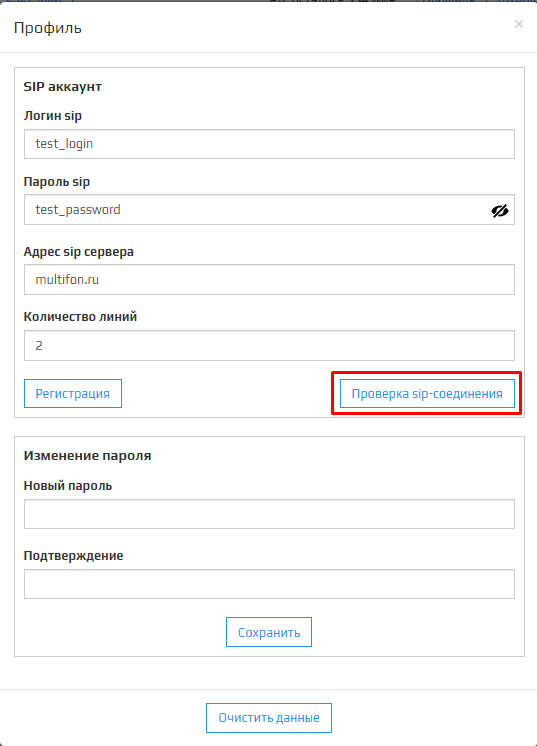 Профиль
×
SIP аккаунт
Логин sip
test_login
Пароль sip
test_password
Адрес sip сервера
multifon.ru
Количество линий
2
Регистрация
Проверка sip-соединения
Изменение пароля
Новый пароль
Подтверждение
Сохранить
Очистить данные